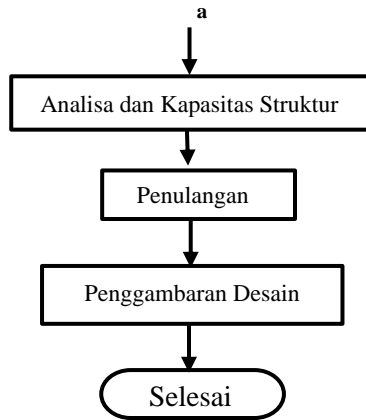 a
Analisa dan Kapasitas Struktur
Penulangan
Penggambaran Desain
Selesai